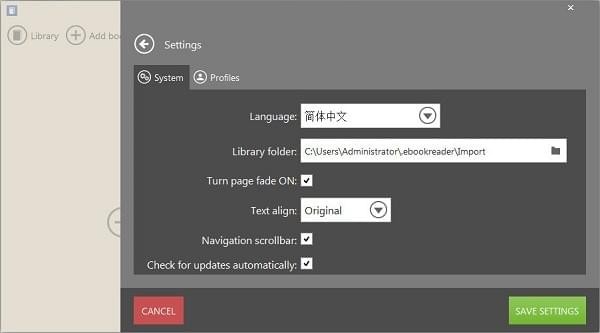 Library
Add boo
Settings
System
Profiles
Language:
简体中文
Library folder:
C:\Users\Administrator\.ebookreader\Import
Turn page fade ON:
Text align:
Original
Navigation scrollbar:
Check for updates automatically:
CANCEL
SAVE SETTINGS